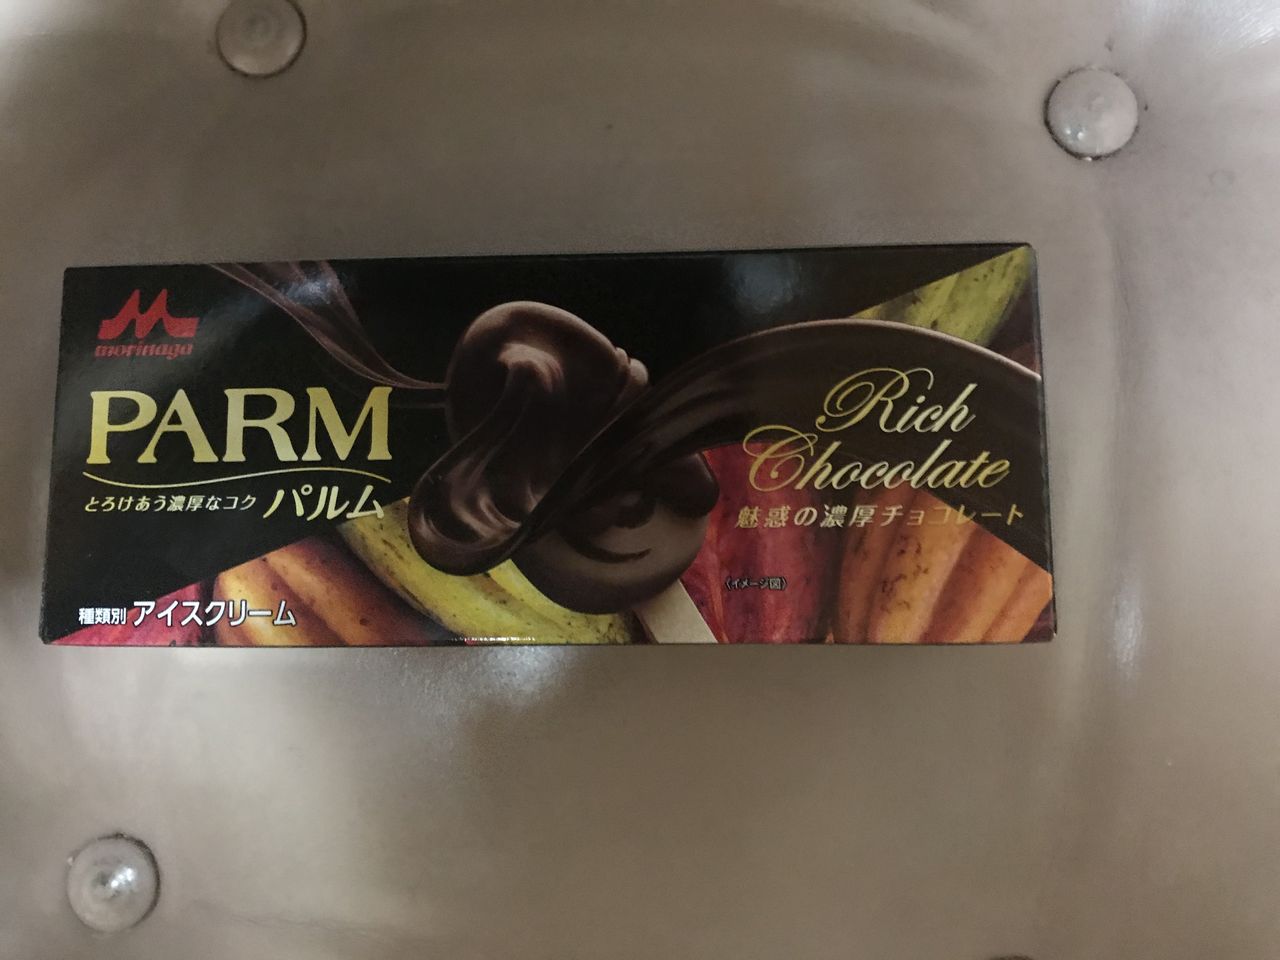 morinaga
PARM
とろけあう濃厚なコク パルム
種類別 アイスクリーム
Rich
Chocolate
魅惑の濃厚チョコレート
〈イメージ図〉